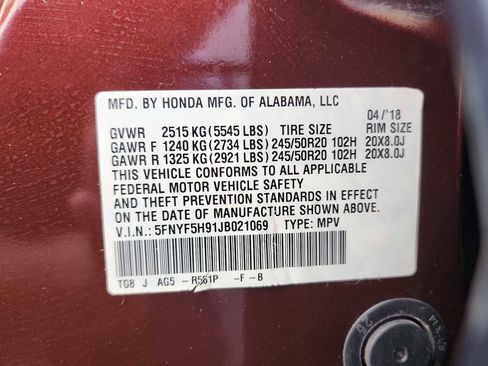 MFD. BY HONDA MFG. OF ALABAMA, LLC
04/'18
GVWR 2515 KG (5545 LBS) TIRE SIZE RIM SIZE
GAWR F 1240 KG (2734 LBS) 245/50R20 102H 20X8.0J
GAWR R 1325 KG (2921 LBS) 245/50R20 102H 20X8.0J
THIS VEHICLE CONFORMS TO ALL APPLICABLE
FEDERAL MOTOR VEHICLE SAFETY
AND THEFT PREVENTION STANDARDS IN EFFECT
ON THE DATE OF MANUFACTURE SHOWN ABOVE.
V.I.N.: 5FNYF5H91JB021069 TYPE: MPV
TG8 J AG5 -R561P -F -B